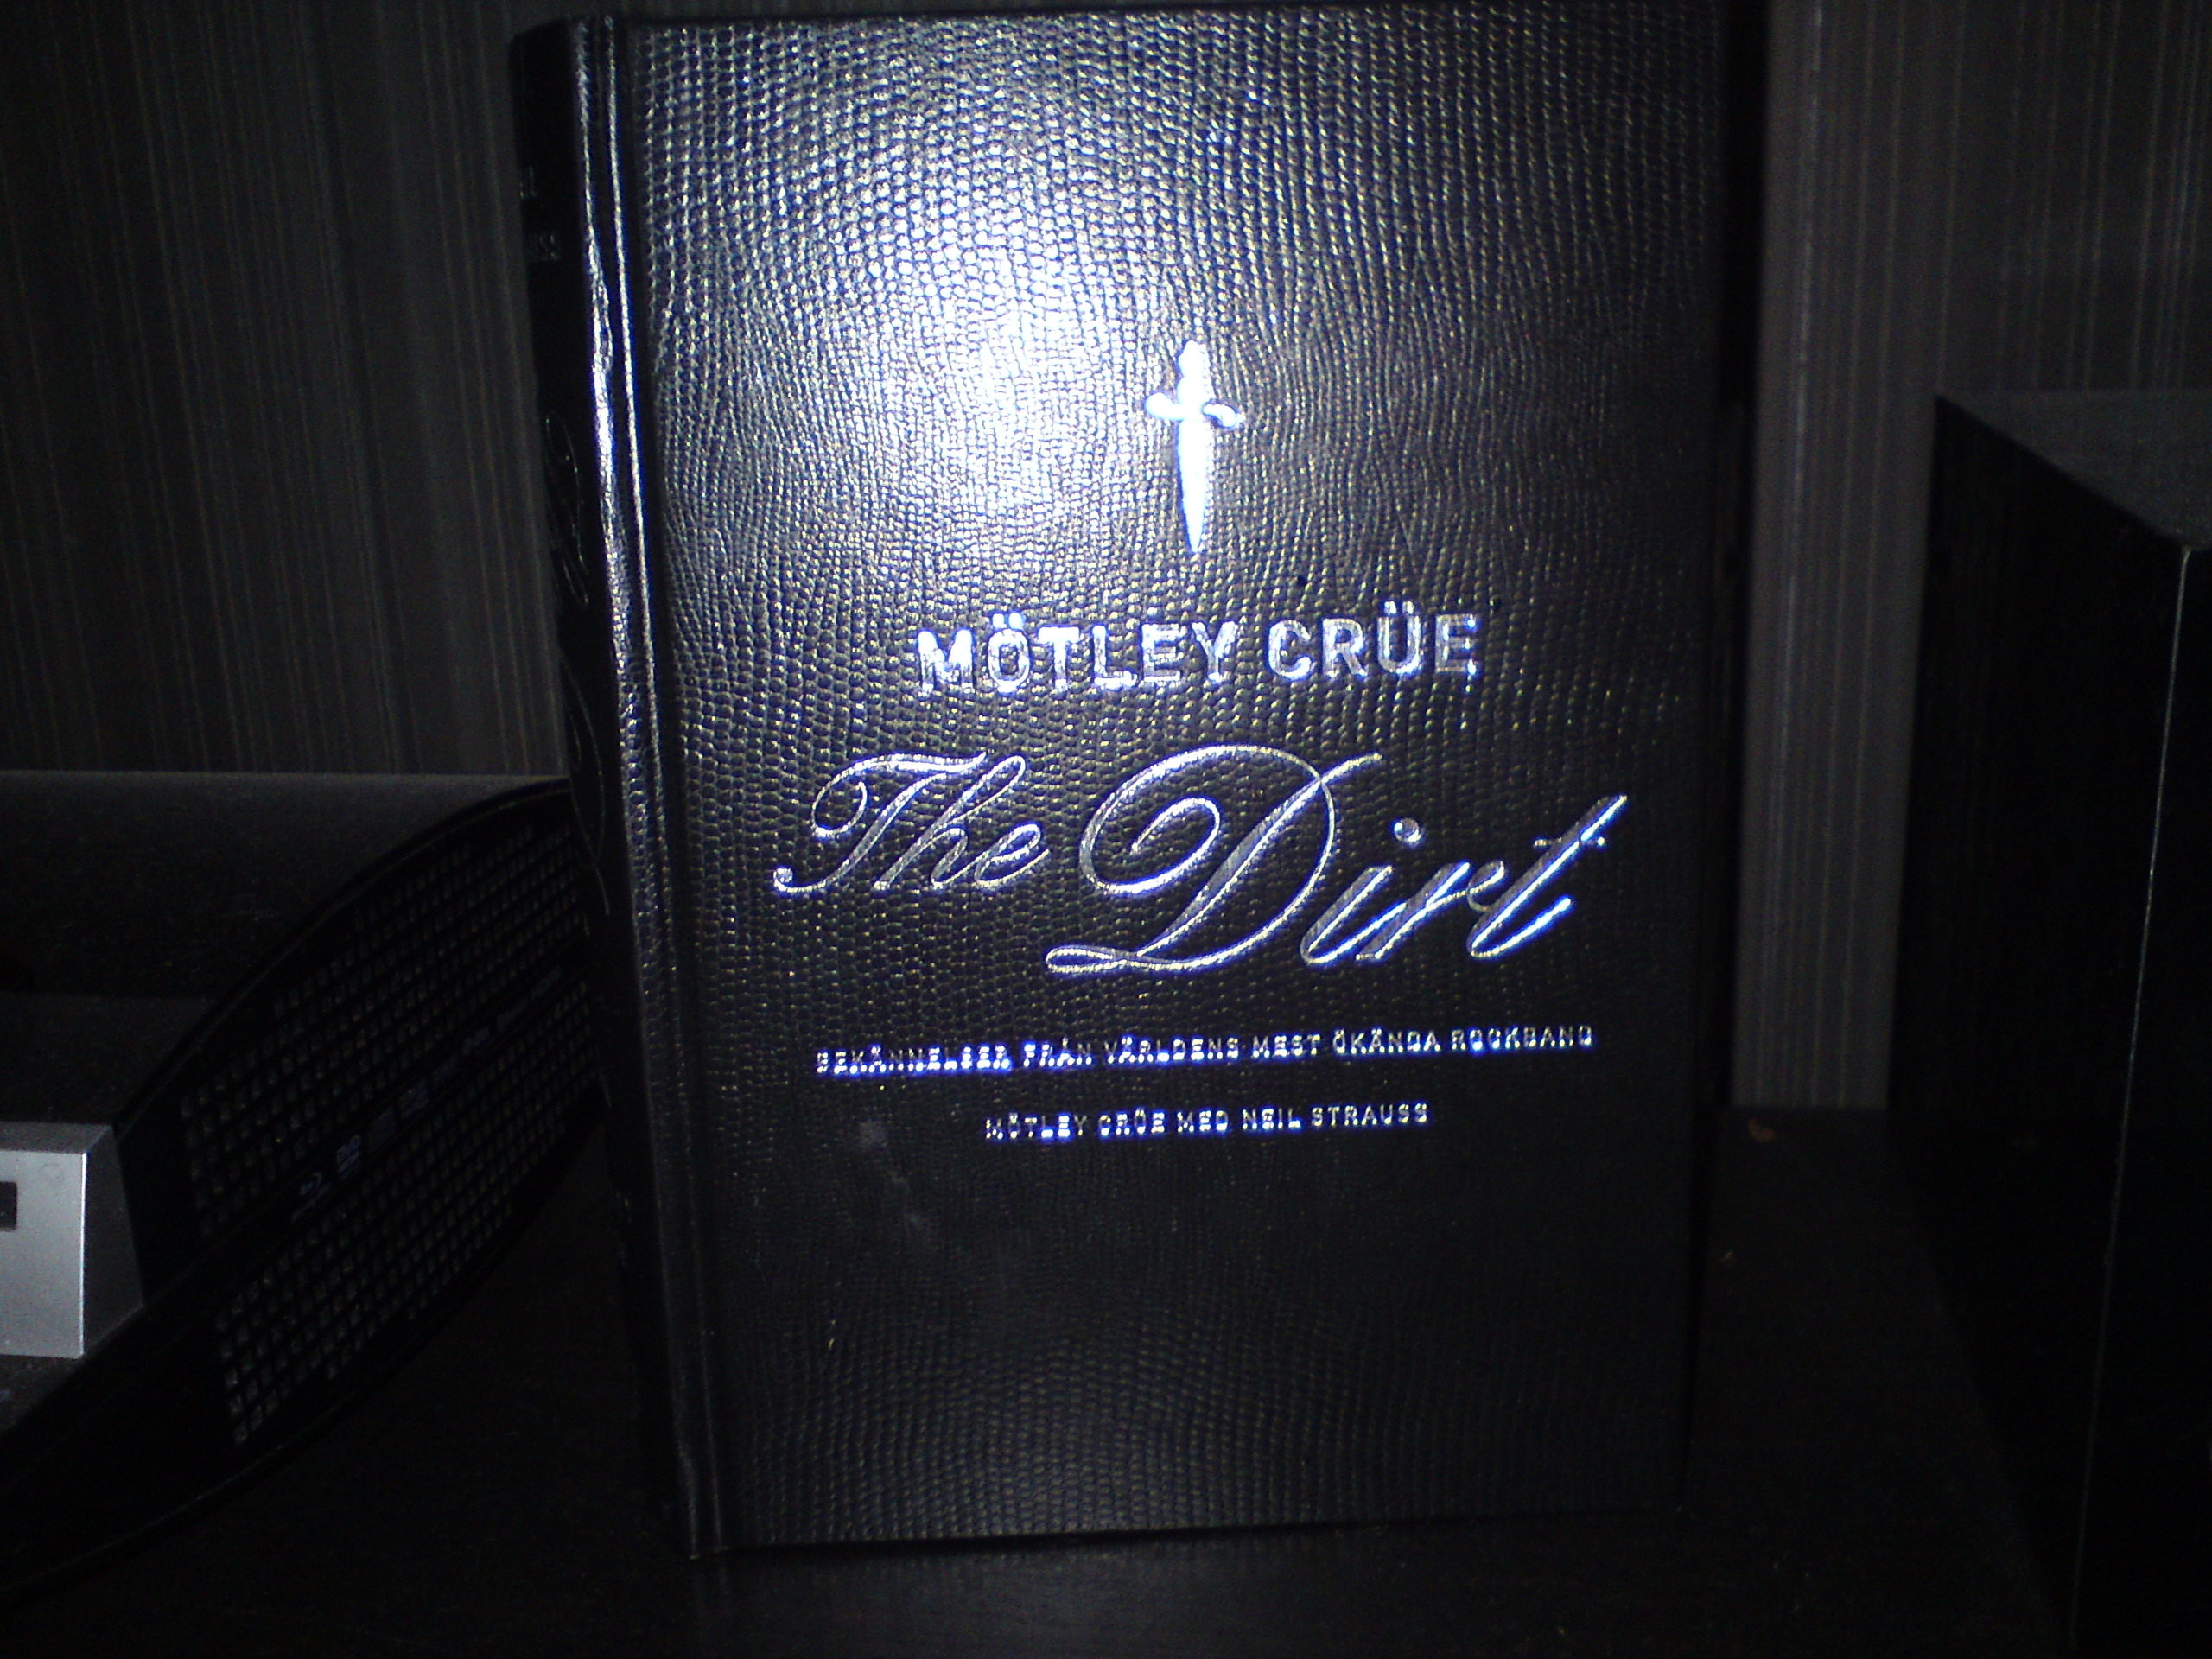 MÖTLEY CRÜE
The Dirt
BEKÄNNELSER FRÅN VÄRLDENS MEST ÖKÄNDA ROCKBAND
MÖTLEY CRÜE MED NEIL STRAUSS